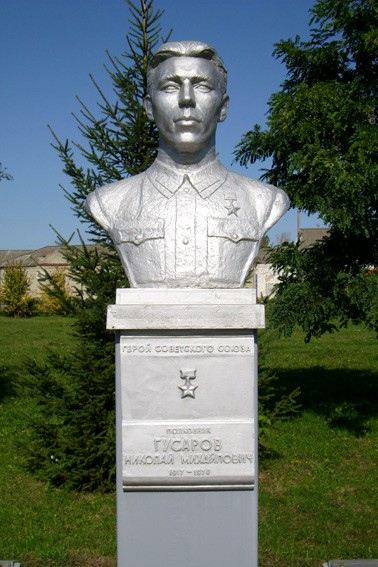 ГЕРОЙ СОВЕТСКОГО СОЮЗА
ПОЛКОВНИК
ГУСАРОВ
НИКОЛАЙ МИХАЙЛОВИЧ